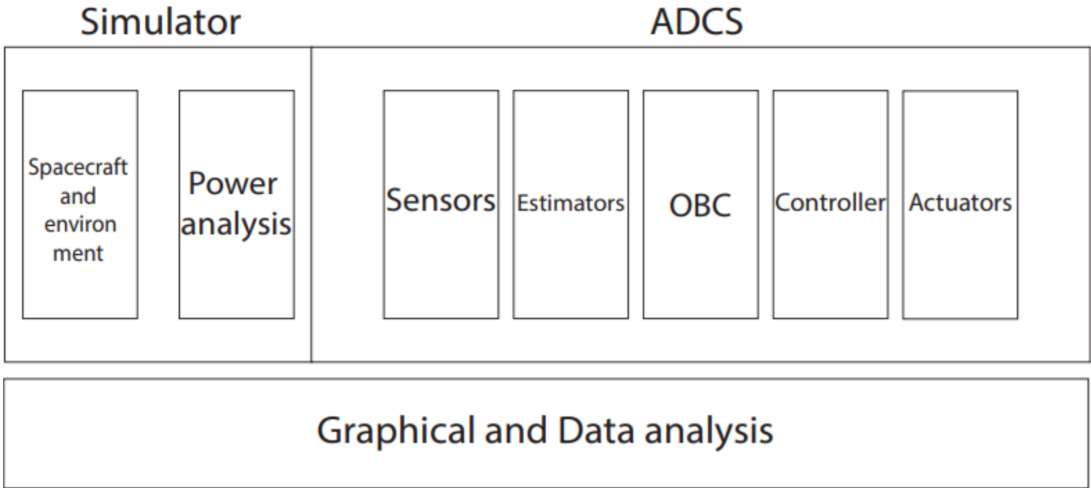 Simulator
ADCS
Spacecraft
and
environ
ment
Power
analysis
Sensors
Estimators
OBC
Controller
Actuators
Graphical and Data analysis